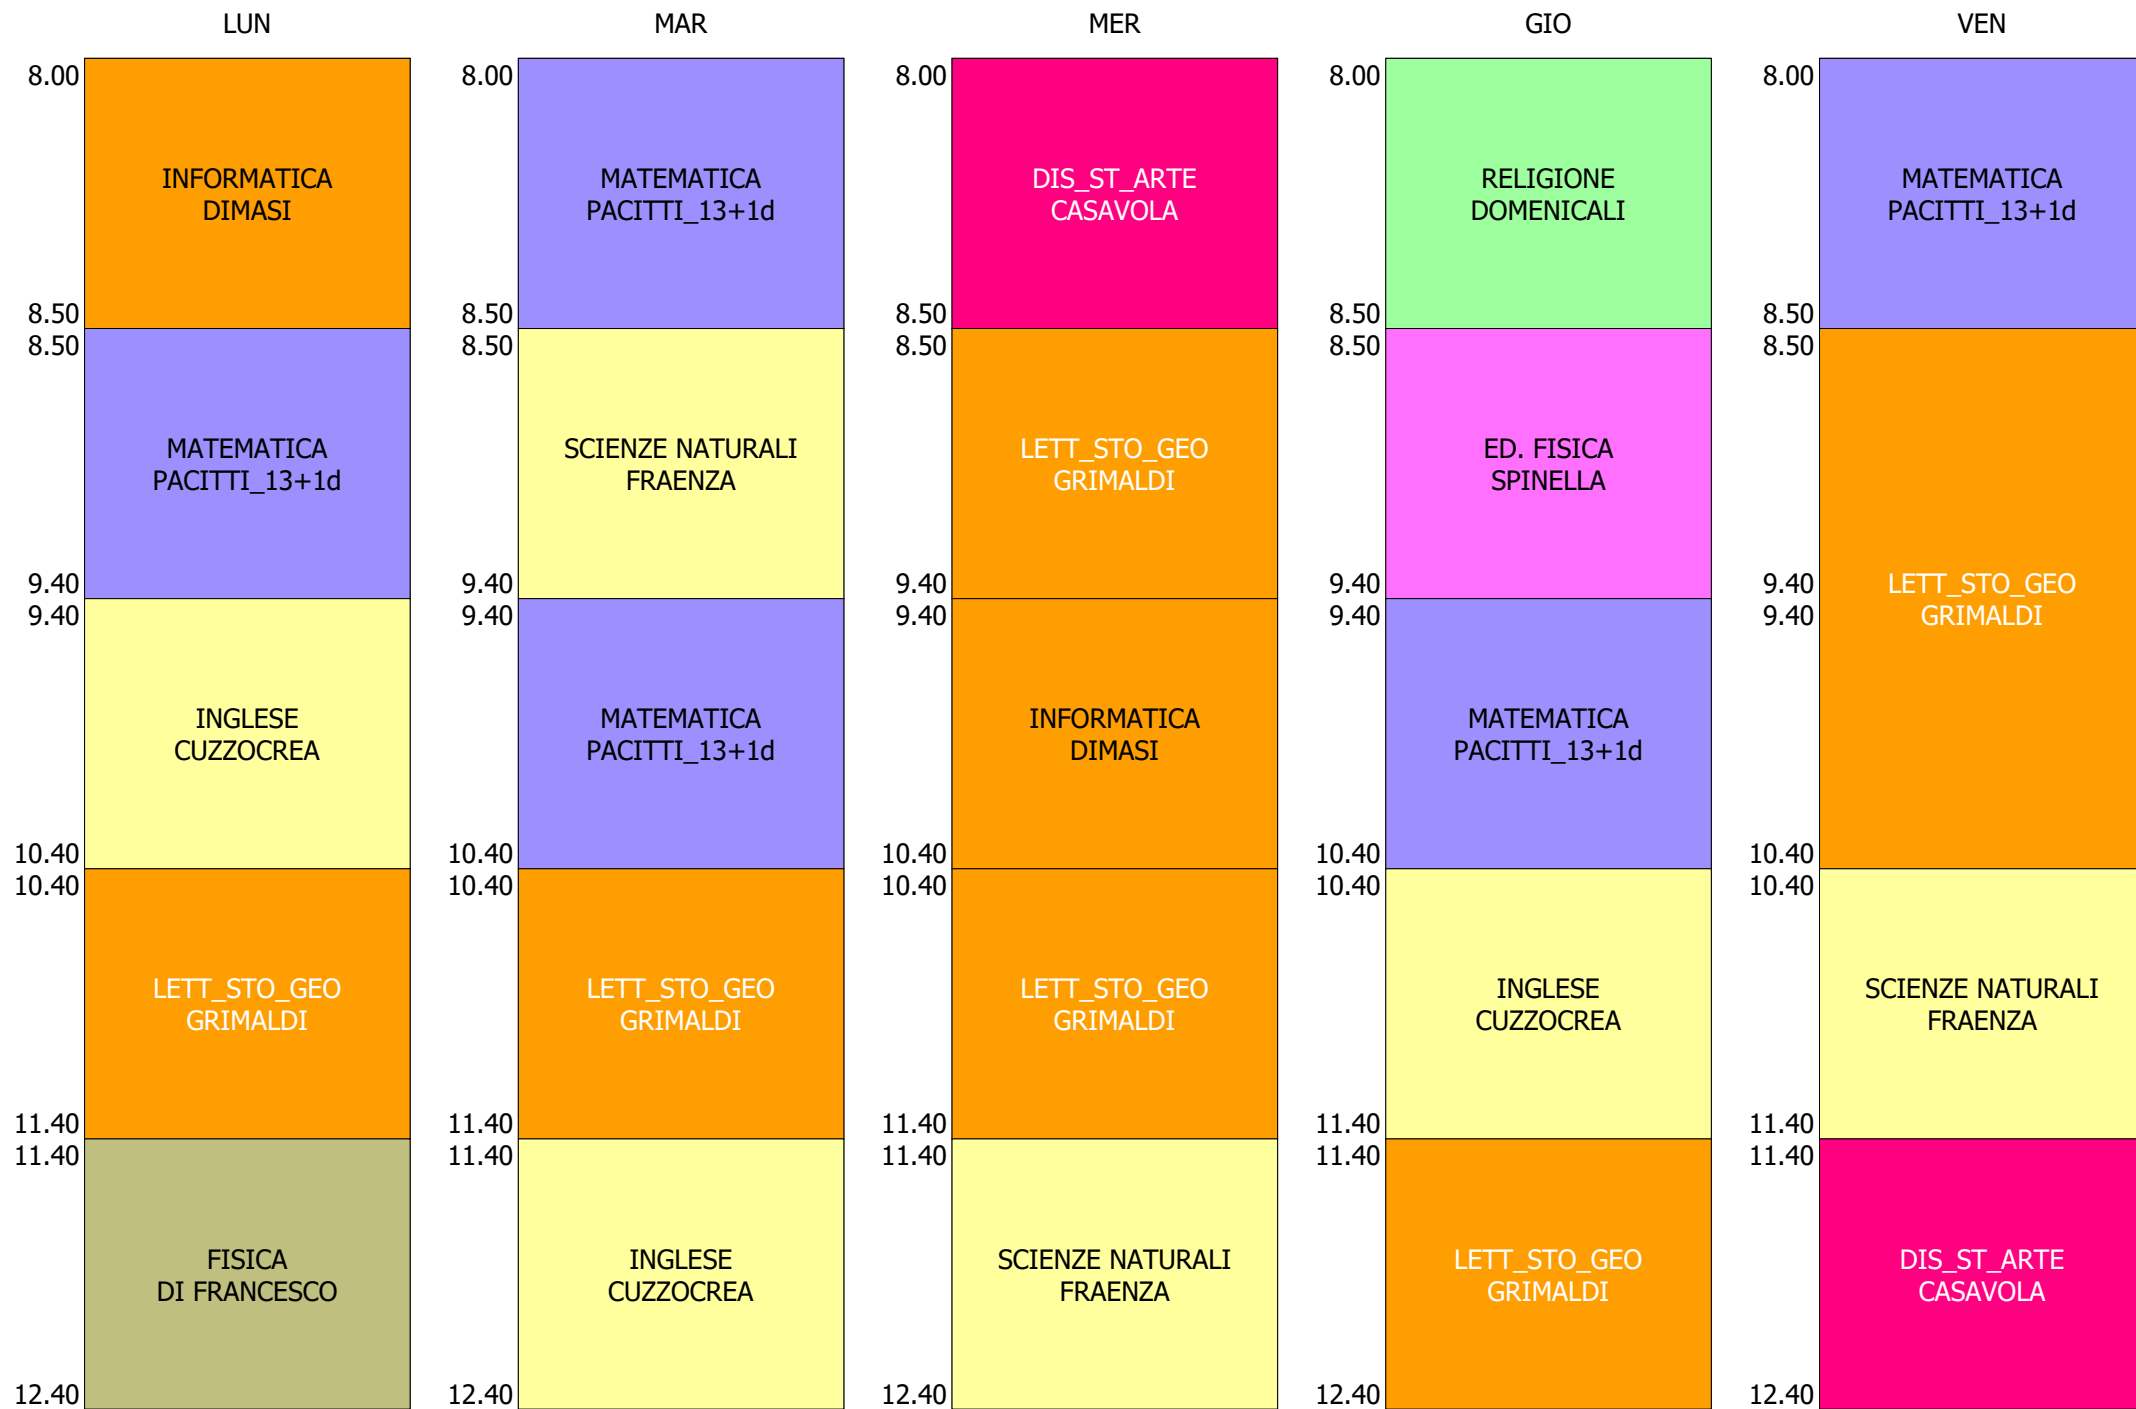 LUN
MAR
MER
GIO
VEN
8.00
INFORMATICA
DIMASI
8.50
8.50
MATEMATICA
PACITTI_13+1d
9.40
9.40
INGLESE
CUZZOCREA
10.40
10.40
LETT_STO_GEO
GRIMALDI
11.40
11.40
FISICA
DI FRANCESCO
12.40
8.00
MATEMATICA
PACITTI_13+1d
8.50
8.50
SCIENZE NATURALI
FRAENZA
9.40
9.40
MATEMATICA
PACITTI_13+1d
10.40
10.40
LETT_STO_GEO
GRIMALDI
11.40
11.40
INGLESE
CUZZOCREA
12.40
8.00
DIS_ST_ARTE
CASAVOLA
8.50
8.50
LETT_STO_GEO
GRIMALDI
9.40
9.40
INFORMATICA
DIMASI
10.40
10.40
LETT_STO_GEO
GRIMALDI
11.40
11.40
SCIENZE NATURALI
FRAENZA
12.40
8.00
RELIGIONE
DOMENICALI
8.50
8.50
ED. FISICA
SPINELLA
9.40
9.40
MATEMATICA
PACITTI_13+1d
10.40
10.40
INGLESE
CUZZOCREA
11.40
11.40
LETT_STO_GEO
GRIMALDI
12.40
8.00
MATEMATICA
PACITTI_13+1d
8.50
8.50
9.40
LETT_STO_GEO
9.40
GRIMALDI
10.40
10.40
SCIENZE NATURALI
FRAENZA
11.40
11.40
DIS_ST_ARTE
CASAVOLA
12.40